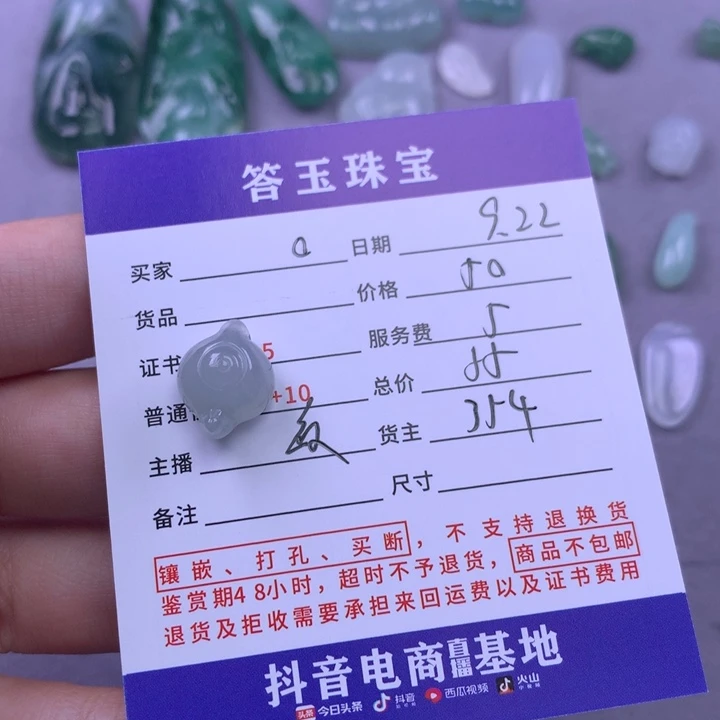 答玉珠宝
买家 a 日期 9.22
货品 价格 50
证书 5 服务费 5
普通 +10 总价 55
主播 货主 354
备注 尺寸
镶嵌、打孔、买断，不支持退换货
鉴赏期48小时，超时不予退货，商品不包邮
退货及拒收需要承担来回运费以及证书费用
抖音电商直播基地
头条 今日头条 抖音 西瓜视频 火山